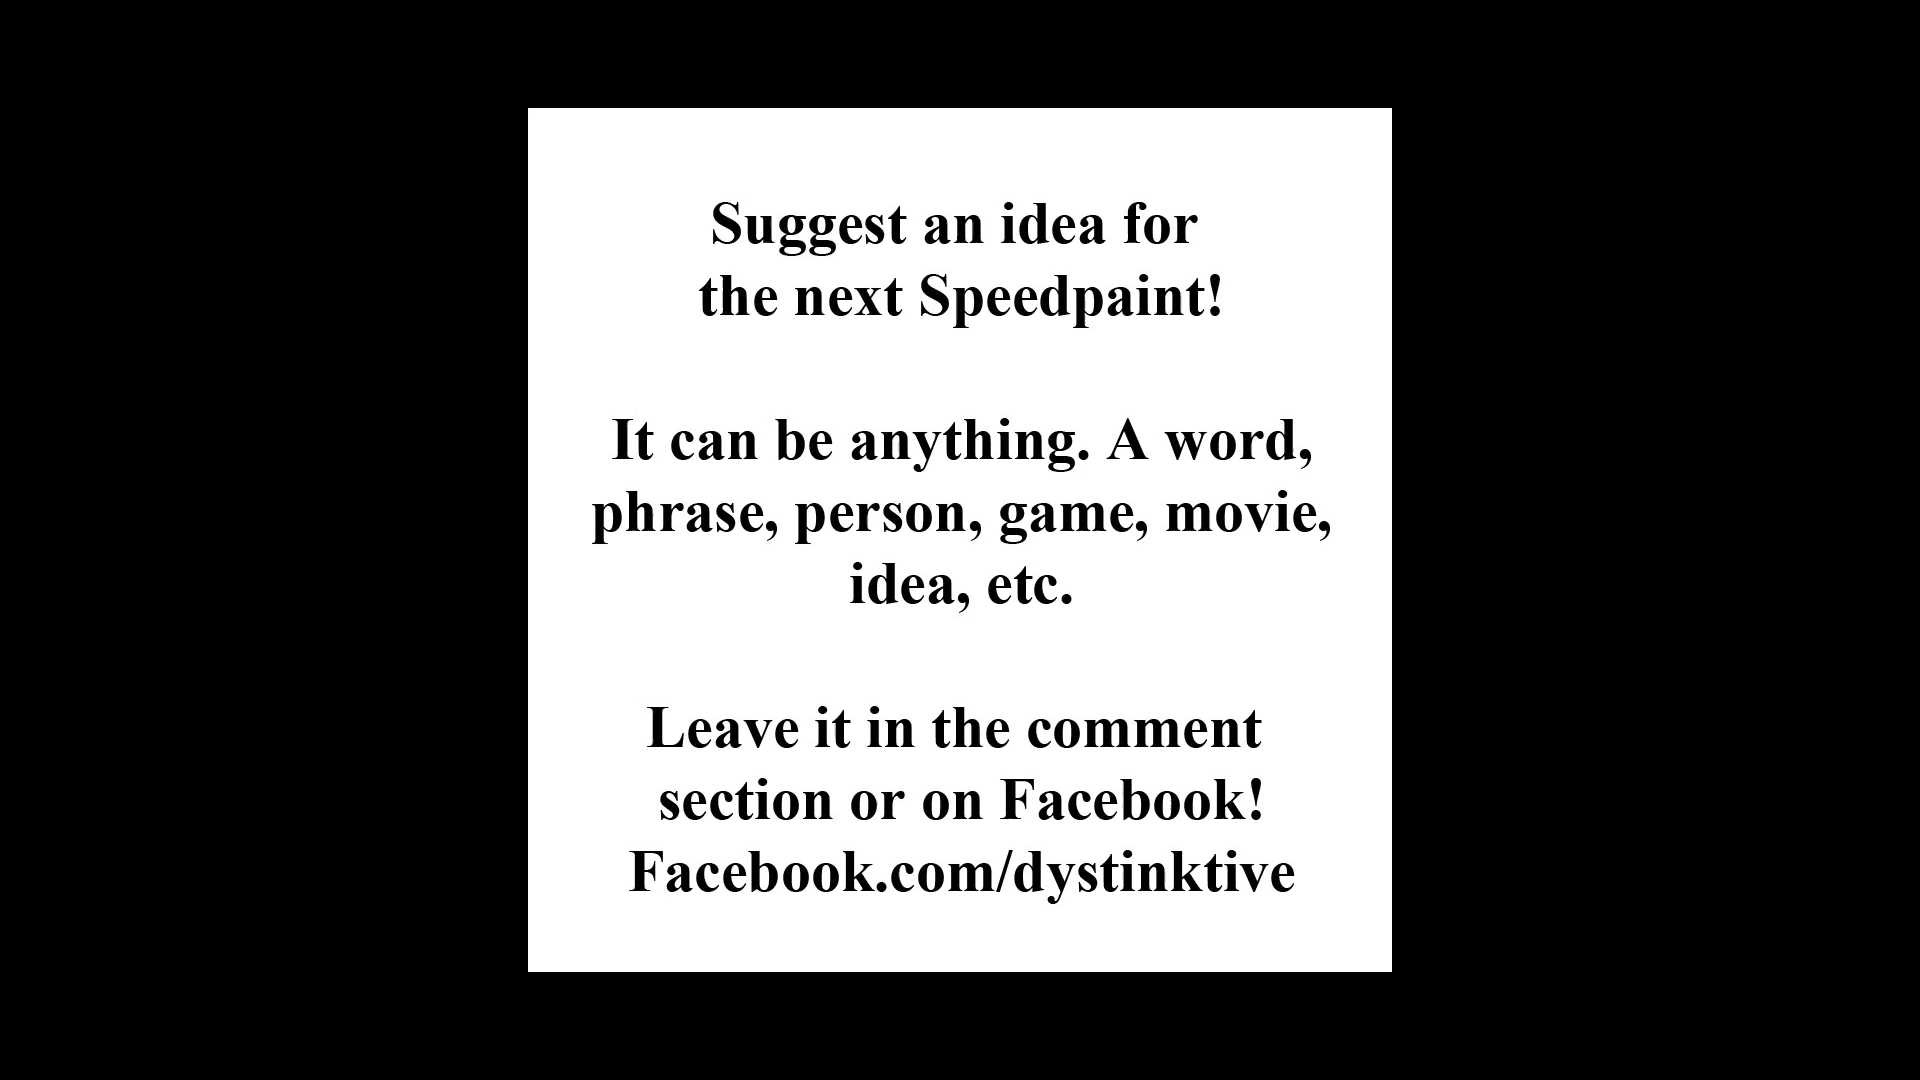 Suggest an idea for
the next Speedpaint!
It can be anything. A word,
phrase, person, game, movie,
idea, etc.
Leave it in the comment
section or on Facebook!
Facebook.com/dystinktive